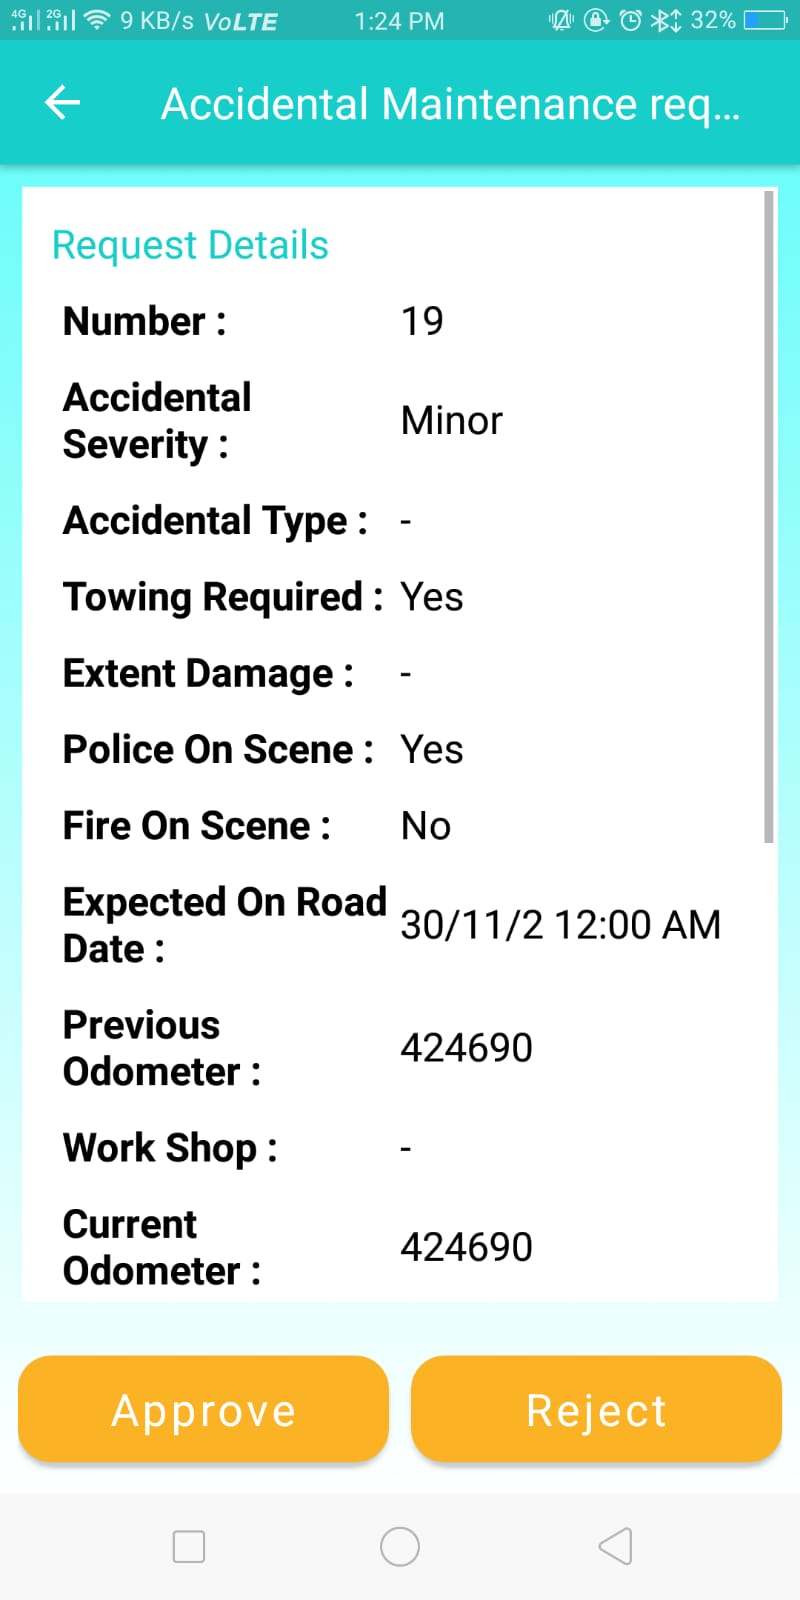 4G 2G 9 KB/s VoLTE 1:24 PM 32%
Accidental Maintenance req...
Request Details
Number : 19
Accidental
Severity : Minor
Accidental Type : -
Towing Required : Yes
Extent Damage : -
Police On Scene : Yes
Fire On Scene : No
Expected On Road
Date : 30/11/2 12:00 AM
Previous
Odometer : 424690
Work Shop : -
Current
Odometer : 424690
Approve Reject